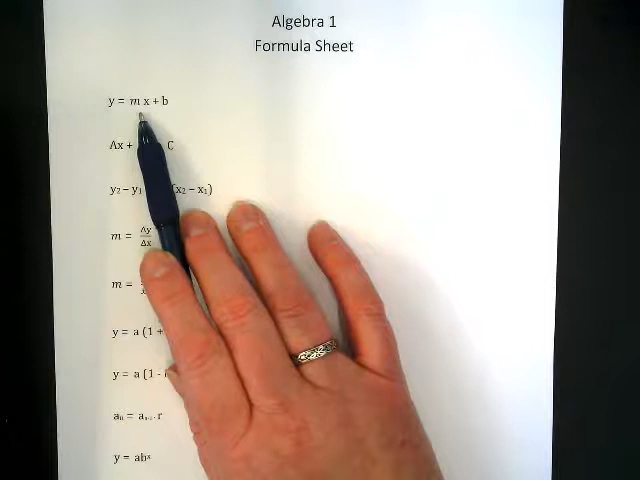 Algebra 1
Formula Sheet
y = m x + b
Ax + C
y₂ – y₁ (x₂ – x₁)
m = Δy/Δx
m =
y = a (1 +
y = a (1 -
aₙ = aₙ₋₁ · r
y = abˣ